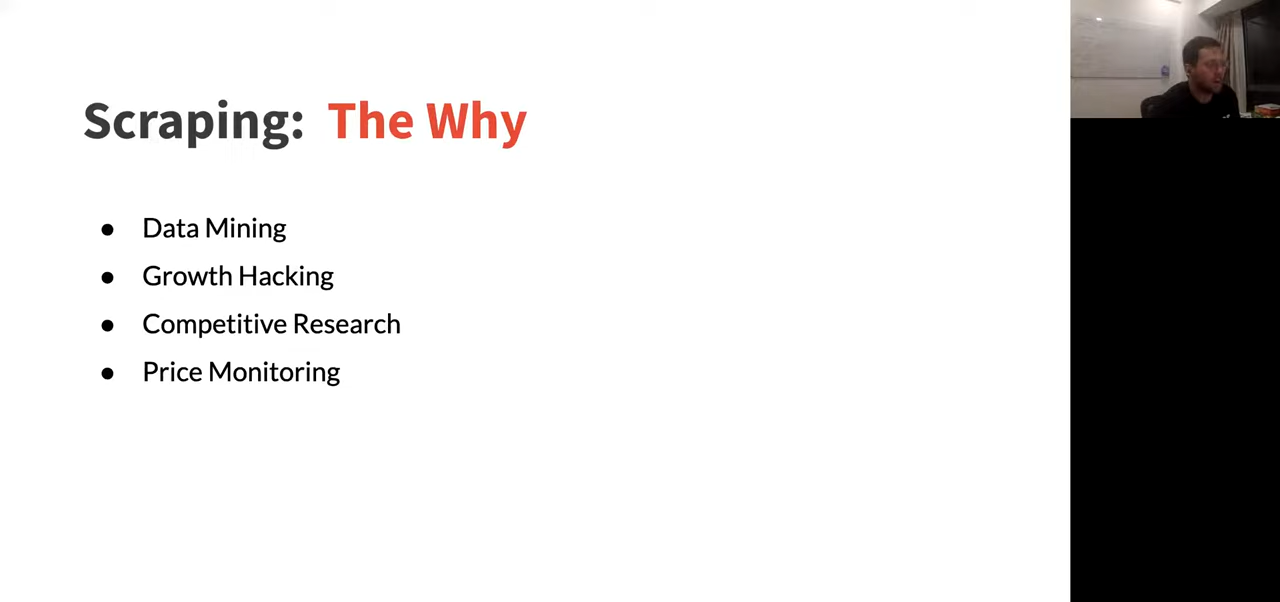 Scraping: The Why
● Data Mining
● Growth Hacking
● Competitive Research
● Price Monitoring